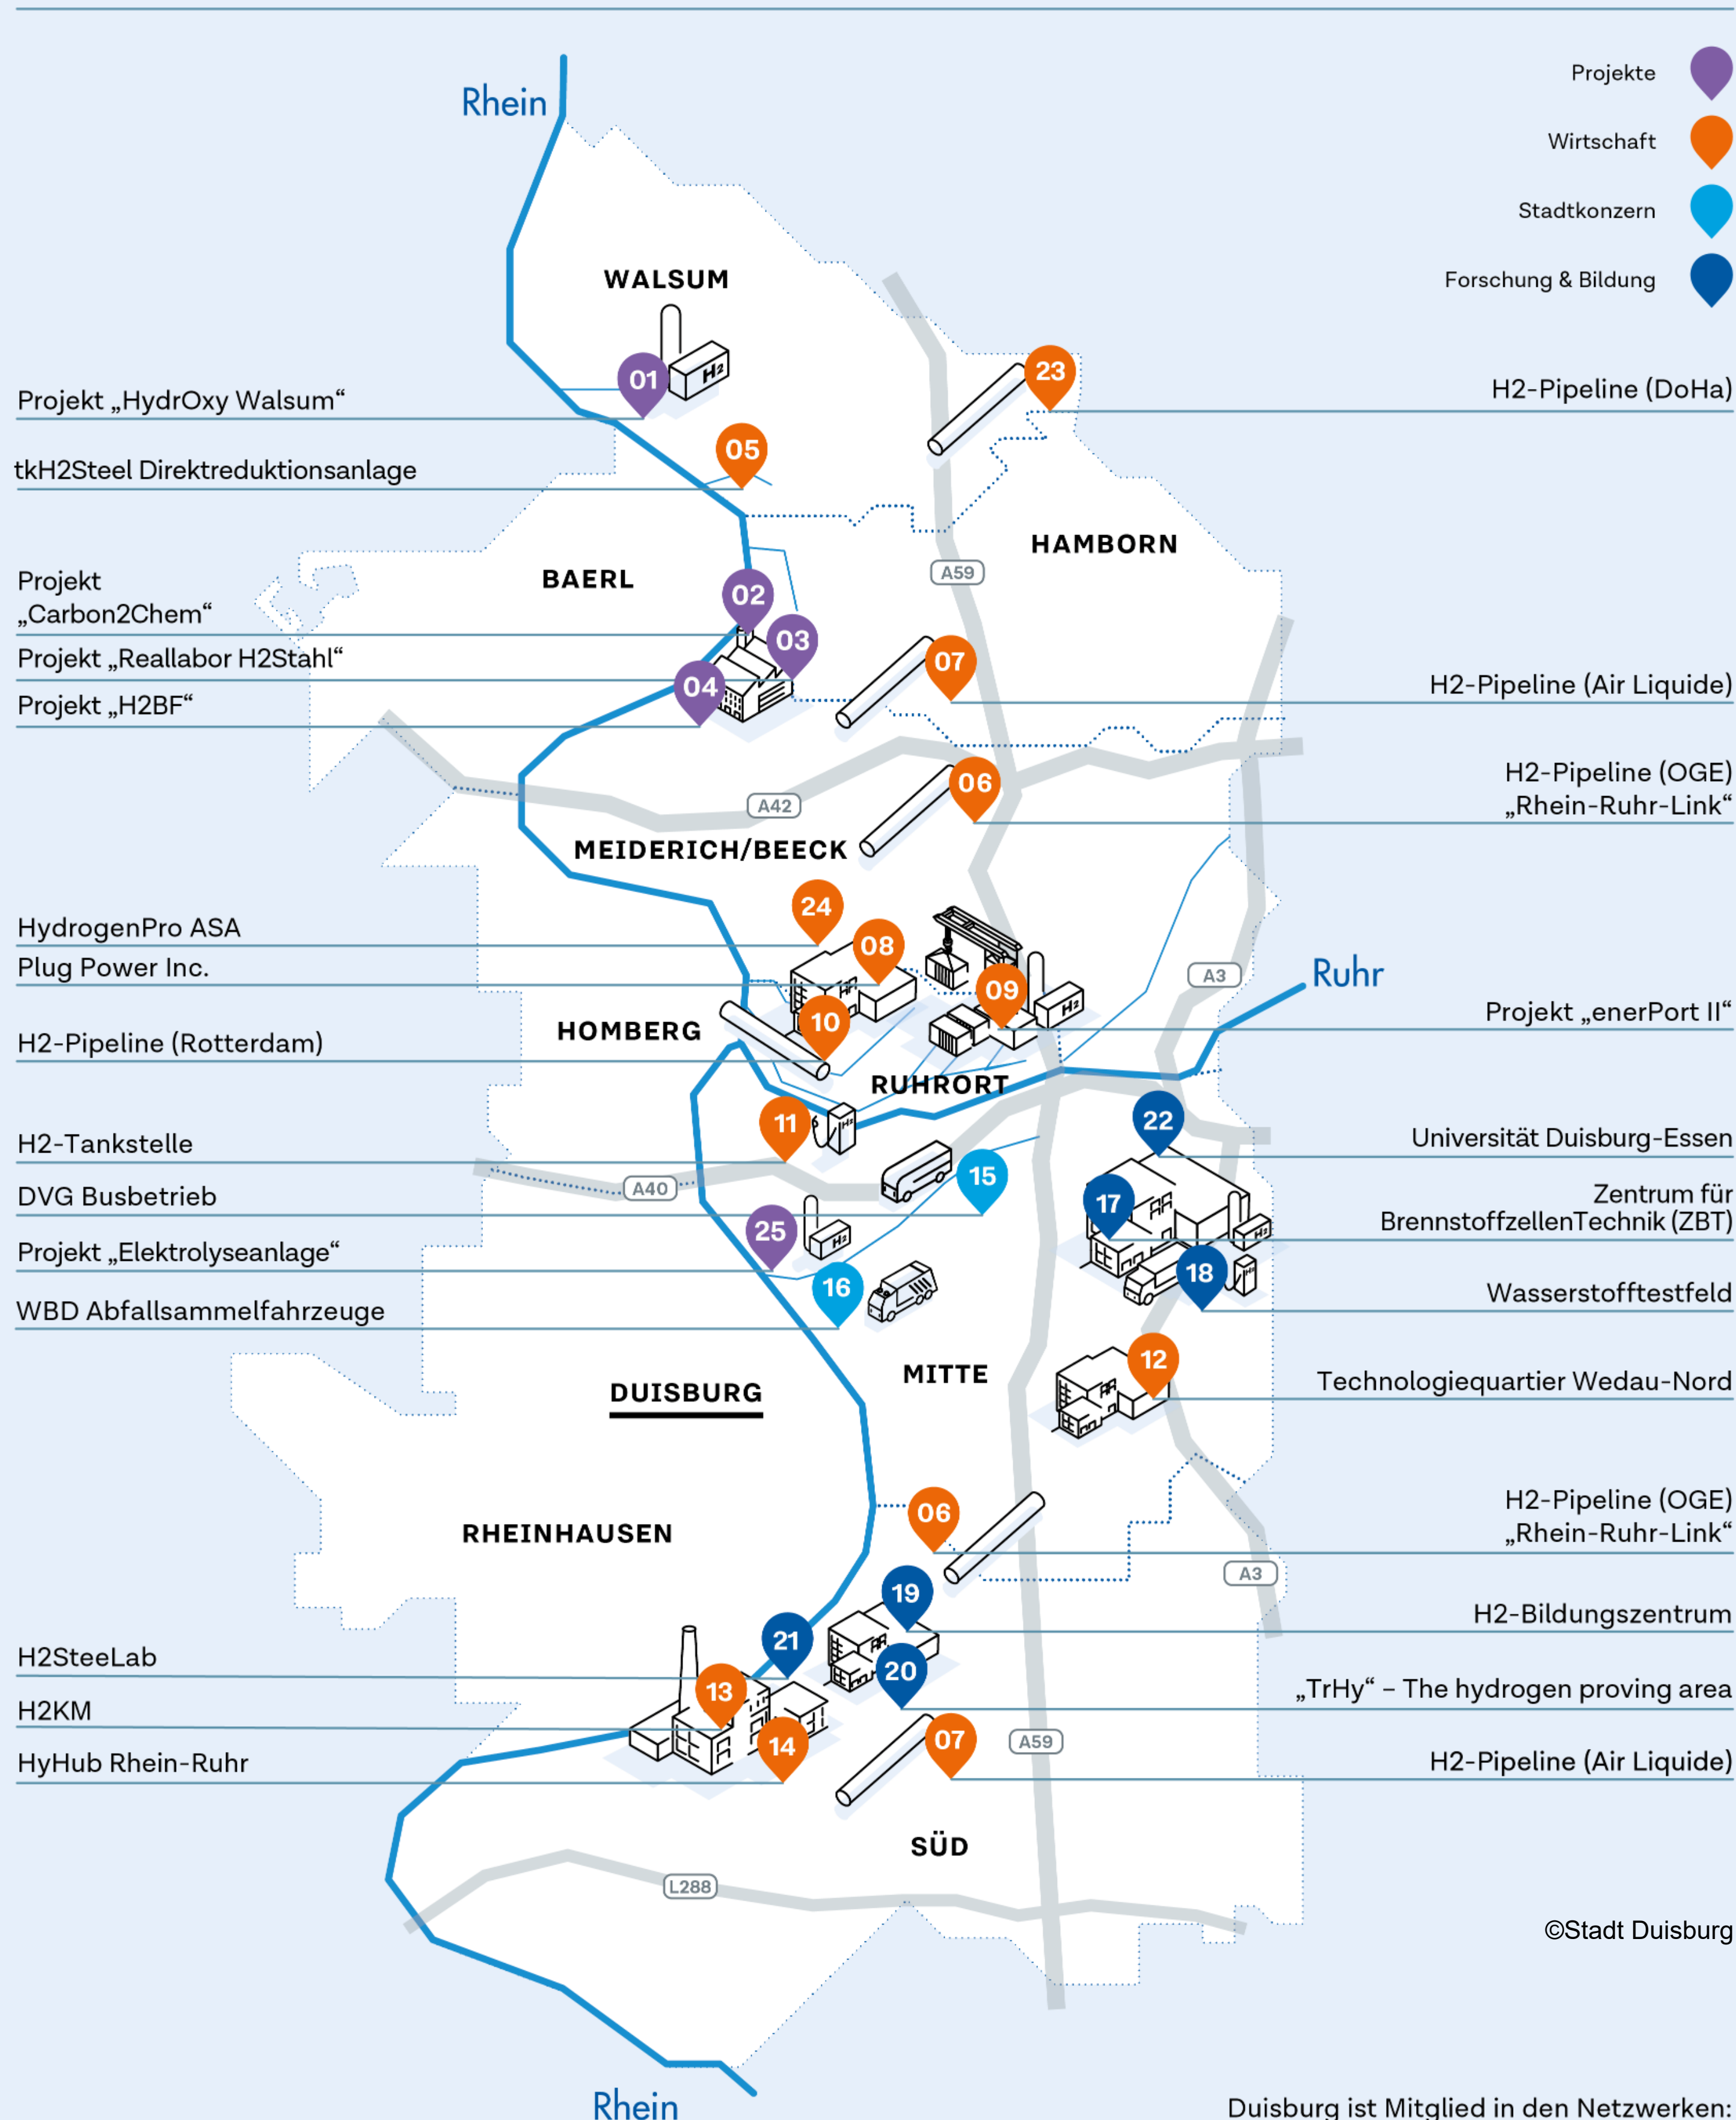 Rhein
Projekte
Wirtschaft
Stadtkonzern
Forschung & Bildung
WALSUM
H2
01
23
Projekt „HydrOxy Walsum“
H2-Pipeline (DoHa)
05
tkH2Steel Direktreduktionsanlage
HAMBORN
A59
BAERL
Projekt
„Carbon2Chem“
02
03
Projekt „Reallabor H2Stahl“
07
04
Projekt „H2BF“
H2-Pipeline (Air Liquide)
06
H2-Pipeline (OGE)
„Rhein-Ruhr-Link“
A42
MEIDERICH/BEECK
24
HydrogenPro ASA
08
Plug Power Inc.
A3
Ruhr
09
H2
Projekt „enerPort II“
10
HOMBERG
H2-Pipeline (Rotterdam)
RUHRORT
11
H2
22
H2-Tankstelle
Universität Duisburg-Essen
15
A40
DVG Busbetrieb
17
Zentrum für
BrennstoffzellenTechnik (ZBT)
25
H2
H2
Projekt „Elektrolyseanlage“
16
18
H2
WBD Abfallsammelfahrzeuge
Wasserstofftestfeld
12
MITTE
DUISBURG
Technologiequartier Wedau-Nord
06
H2-Pipeline (OGE)
„Rhein-Ruhr-Link“
RHEINHAUSEN
A3
19
H2-Bildungszentrum
21
H2SteeLab
20
13
„TrHy“ – The hydrogen proving area
H2KM
14
07
A59
HyHub Rhein-Ruhr
H2-Pipeline (Air Liquide)
SÜD
L288
©Stadt Duisburg
Rhein
Duisburg ist Mitglied in den Netzwerken: